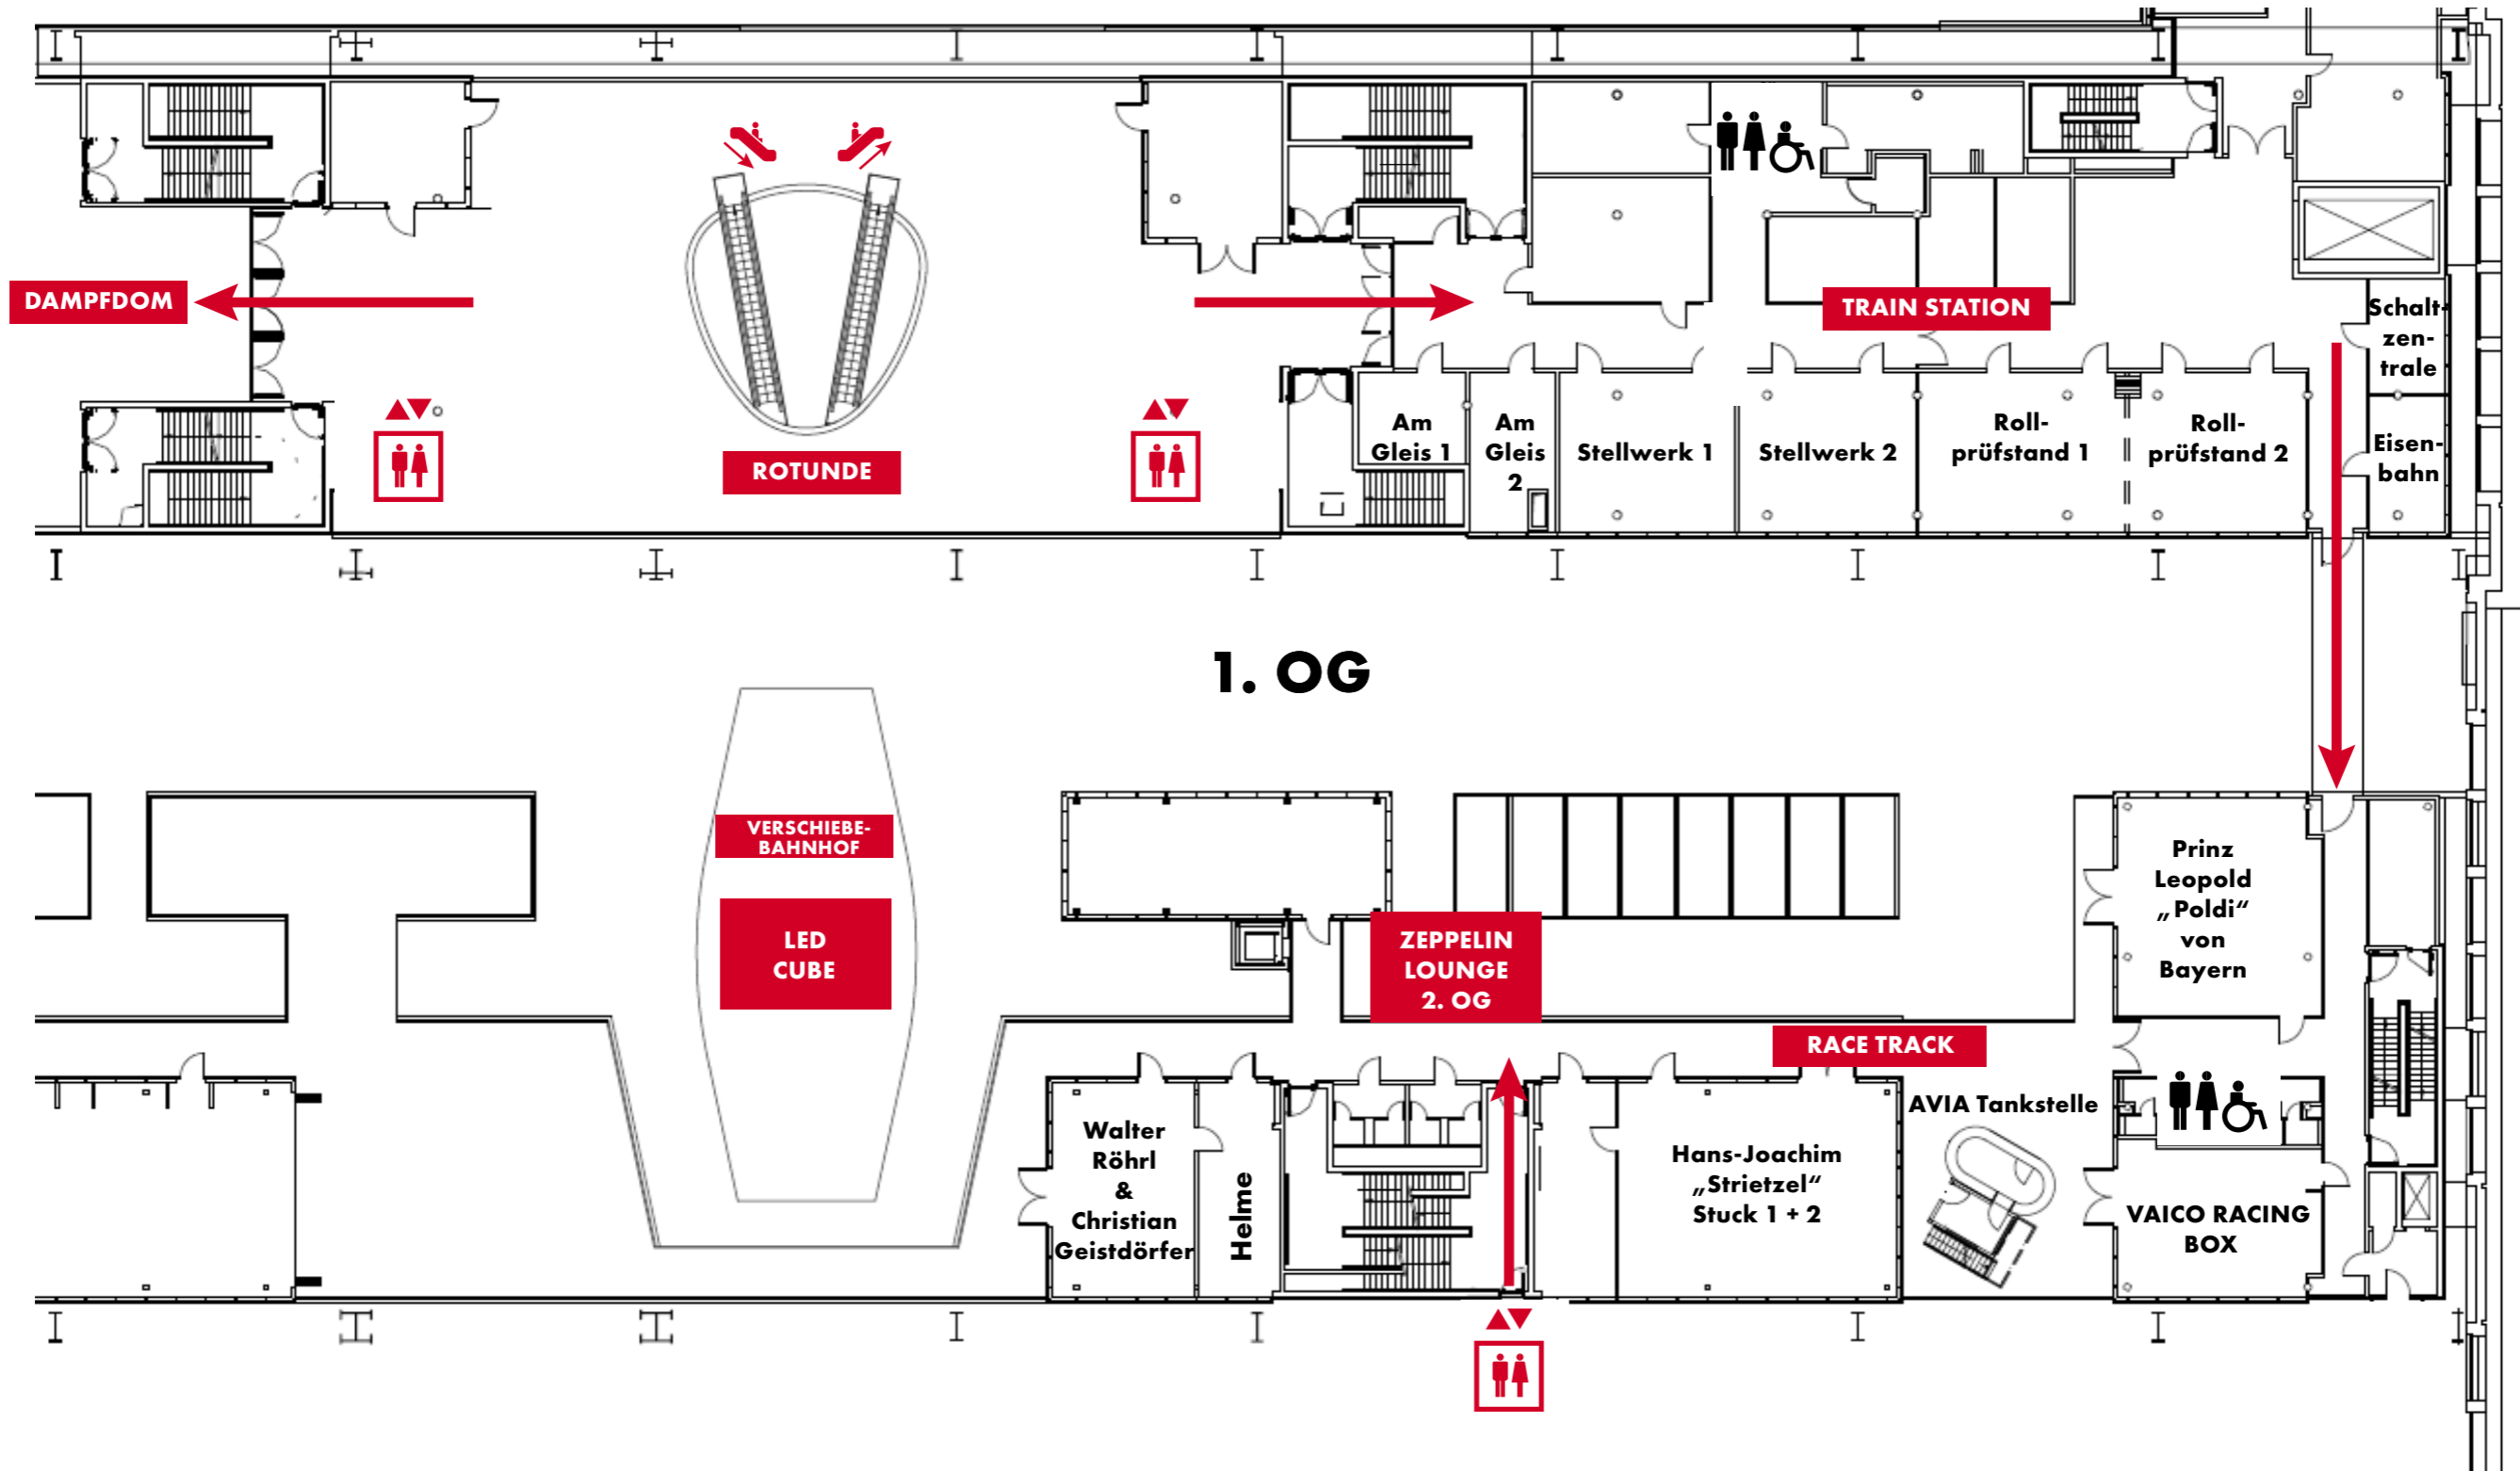 DAMPFDOM
ROTUNDE
TRAIN STATION
Schalt-
zen-
trale
Am
Gleis 1
Am
Gleis
2
Stellwerk 1
Stellwerk 2
Roll-
prüfstand 1
Roll-
prüfstand 2
Eisen-
bahn
1. OG
VERSCHIEBE-
BAHNHOF
LED
CUBE
ZEPPELIN
LOUNGE
2. OG
Prinz
Leopold
„Poldi“
von
Bayern
RACE TRACK
Walter
Röhrl
&
Christian
Geistdörfer
Helme
Hans-Joachim
„Strietzel“
Stuck 1 + 2
AVIA Tankstelle
VAICO RACING
BOX